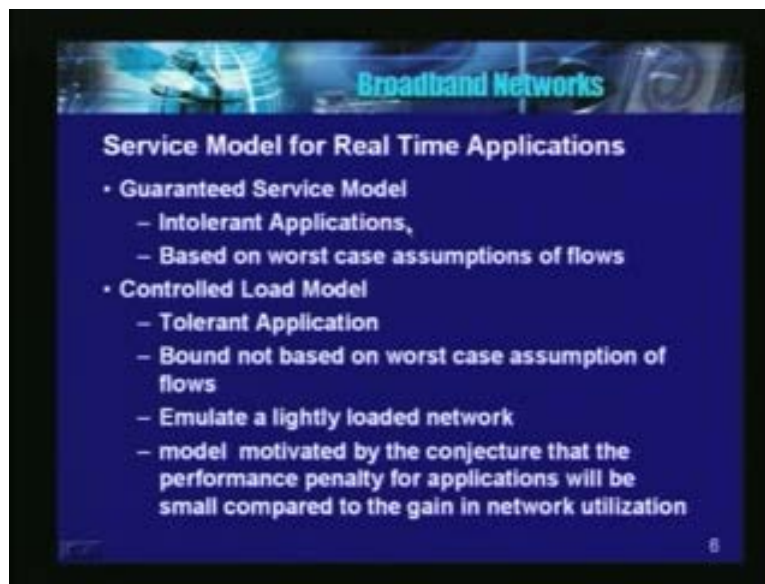 Broadband Networks
Service Model for Real Time Applications
• Guaranteed Service Model
– Intolerant Applications,
– Based on worst case assumptions of flows
• Controlled Load Model
– Tolerant Application
– Bound not based on worst case assumption of
flows
– Emulate a lightly loaded network
– model motivated by the conjecture that the
performance penalty for applications will be
small compared to the gain in network utilization
6